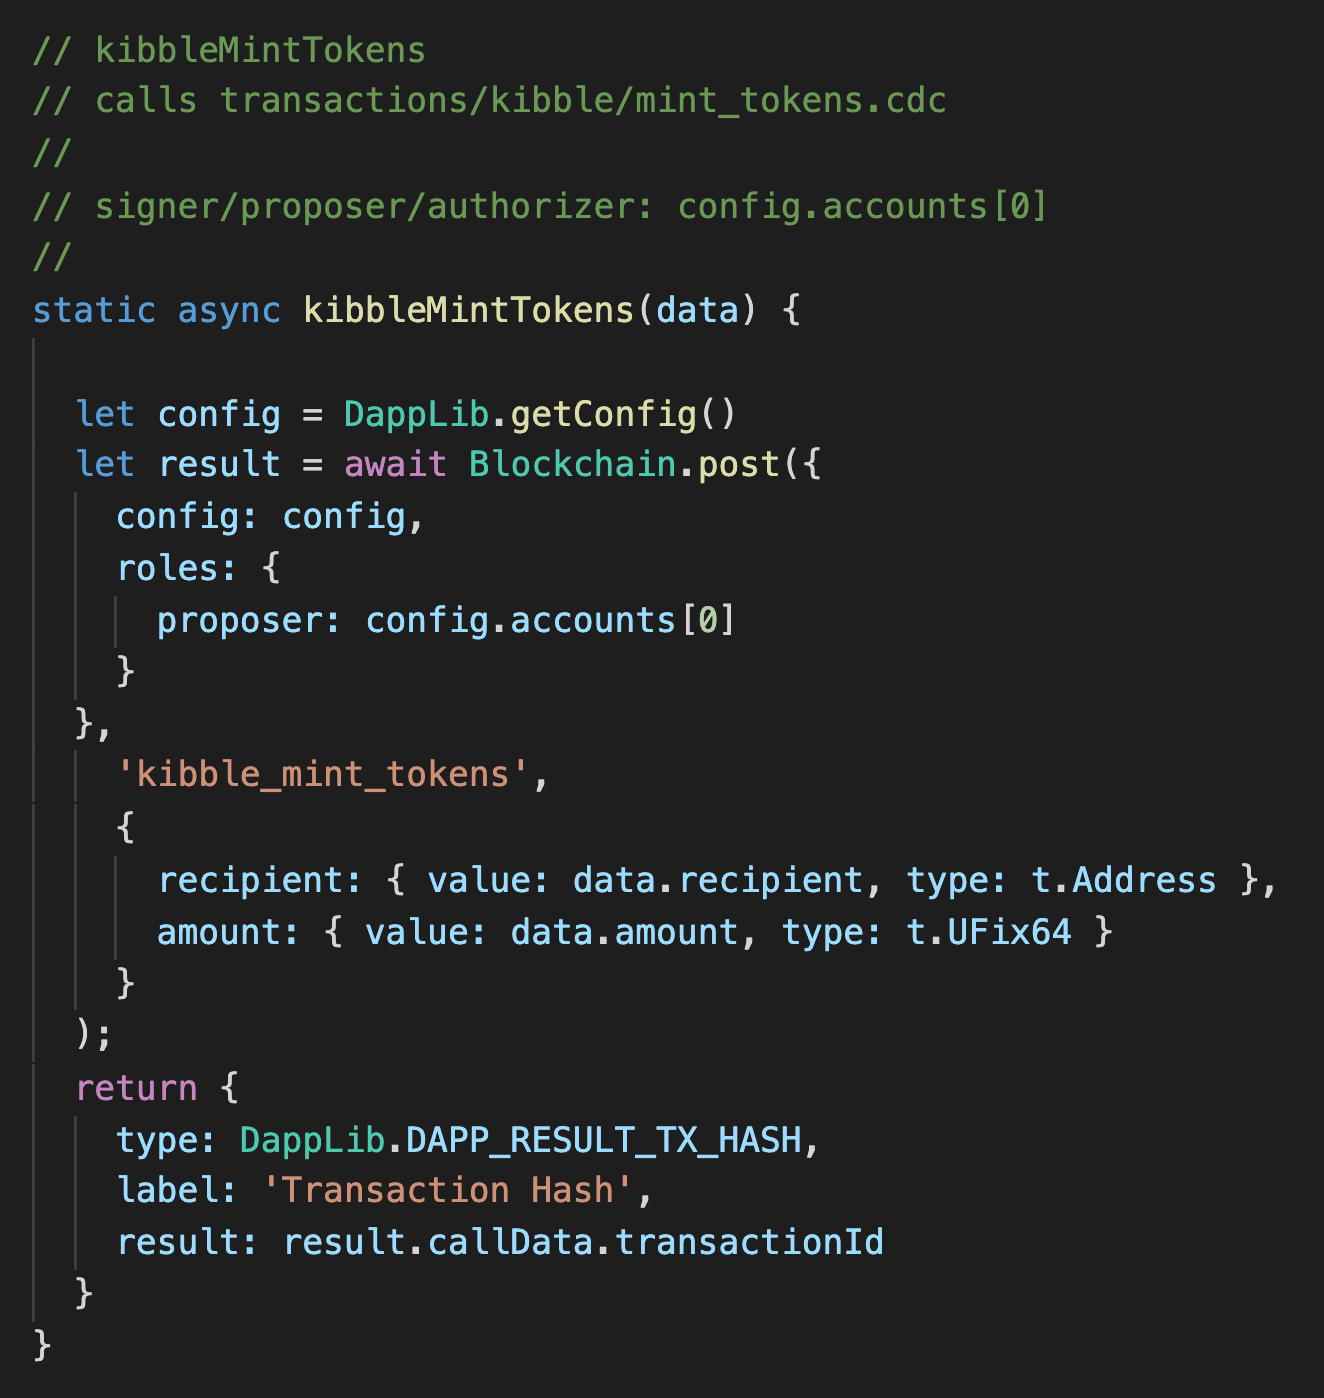 // kibbleMintTokens
// calls transactions/kibble/mint_tokens.cdc
//
// signer/proposer/authorizer: config.accounts[0]
//
static async kibbleMintTokens(data) {
let config = DappLib.getConfig()
let result = await Blockchain.post({
config: config,
roles: {
proposer: config.accounts[0]
}
},
'kibble_mint_tokens',
{
recipient: { value: data.recipient, type: t.Address },
amount: { value: data.amount, type: t.UFix64 }
}
);
return {
type: DappLib.DAPP_RESULT_TX_HASH,
label: 'Transaction Hash',
result: result.callData.transactionId
}
}